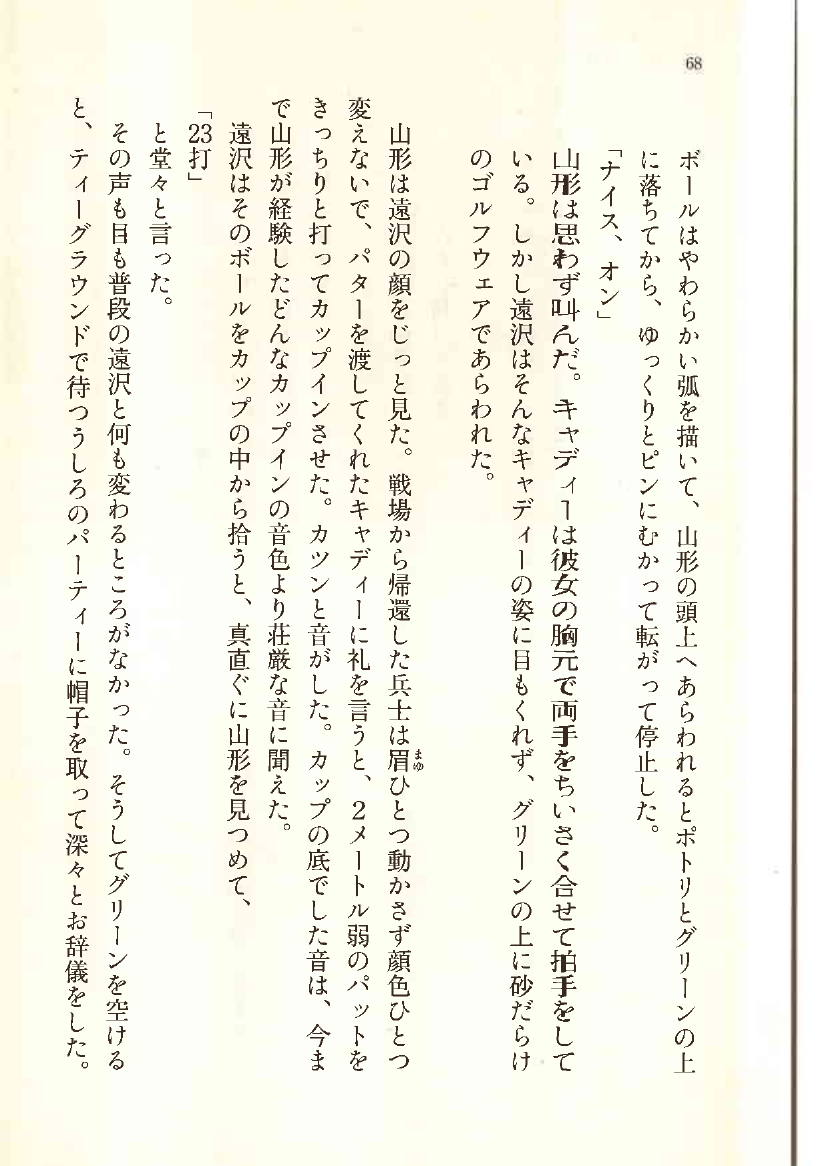 68
ボールはやわらかい弧を描いて、山形の頭上へあらわれるとポトリとグリーンの上
に落ちてから、ゆっくりとピンにむかって転がって停止した。
「ナイス、オン」
山形は思わず叫んだ。キャディーは彼女の胸元で両手をちいさく合せて拍手をして
いる。しかし遠沢はそんなキャディーの姿に目もくれず、グリーンの上に砂だらけ
のゴルフウェアであらわれた。
山形は遠沢の顔をじっと見た。戦場から帰還した兵士は眉ひとつ動かさず顔色ひとつ
まゆ
変えないで、パターを渡してくれたキャディーに礼を言うと、2メートル弱のパットを
きっちりと打ってカップインさせた。カツンと音がした。カップの底でした音は、今ま
で山形が経験したどんなカップインの音色より荘厳な音に聞えた。
遠沢はそのボールをカップの中から拾うと、真直ぐに山形を見つめて、
「23打」
と堂々と言った。
その声も目も普段の遠沢と何も変わるところがなかった。そうしてグリーンを空ける
と、ティーグラウンドで待つうしろのパーティーに帽子を取って深々とお辞儀をした。